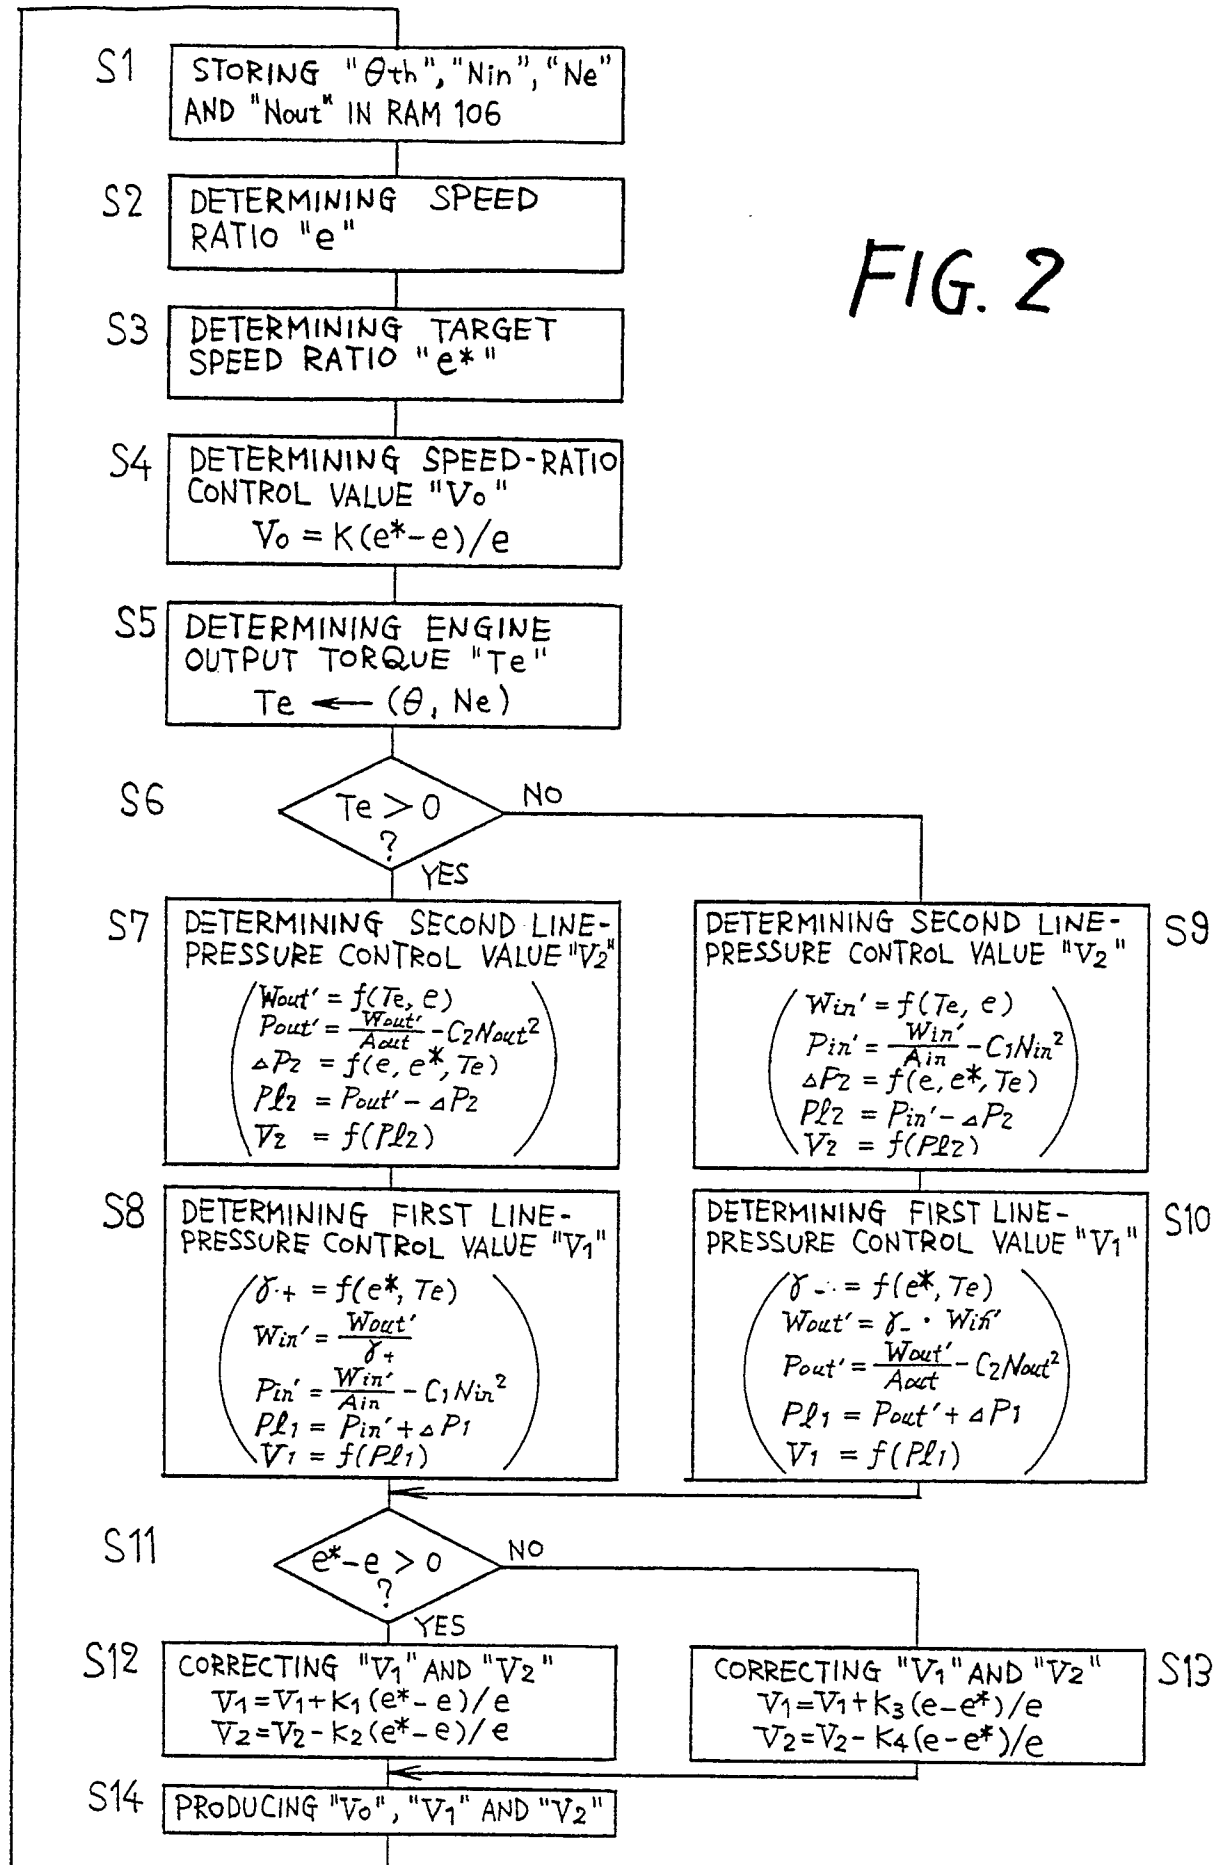 S1
STORING "θth", "Nin", "Ne"
AND "Nout" IN RAM 106
S2
DETERMINING SPEED
RATIO "e"
FIG. 2
S3
DETERMINING TARGET
SPEED RATIO "e*"
S4
DETERMINING SPEED-RATIO
CONTROL VALUE "V0"
V0 = K(e*-e)/e
S5
DETERMINING ENGINE
OUTPUT TORQUE "Te"
Te ← (θ, Ne)
S6
Te > 0
?
NO
YES
S7
DETERMINING SECOND LINE-
PRESSURE CONTROL VALUE "V2"
Wout' = f(Te, e)
Pout' = Wout'/Aout - C2Nout²
△P2 = f(e, e*, Te)
Pl2 = Pout' - △P2
V2 = f(Pl2)
S9
DETERMINING SECOND LINE-
PRESSURE CONTROL VALUE "V2"
Win' = f(Te, e)
Pin' = Win'/Ain - C1Nin²
△P2 = f(e, e*, Te)
Pl2 = Pin' - △P2
V2 = f(Pl2)
S8
DETERMINING FIRST LINE-
PRESSURE CONTROL VALUE "V1"
γ+ = f(e*, Te)
Win' = Wout'/γ+
Pin' = Win'/Ain - C1Nin²
Pl1 = Pin' + △P1
V1 = f(Pl1)
S10
DETERMINING FIRST LINE-
PRESSURE CONTROL VALUE "V1"
γ- = f(e*, Te)
Wout' = γ- · Win'
Pout' = Wout'/Aout - C2Nout²
Pl1 = Pout' + △P1
V1 = f(Pl1)
S11
e*-e > 0
?
NO
YES
S12
CORRECTING "V1" AND "V2"
V1=V1+K1(e*-e)/e
V2=V2-K2(e*-e)/e
S13
CORRECTING "V1" AND "V2"
V1=V1+K3(e-e*)/e
V2=V2-K4(e-e*)/e
S14
PRODUCING "V0", "V1" AND "V2"